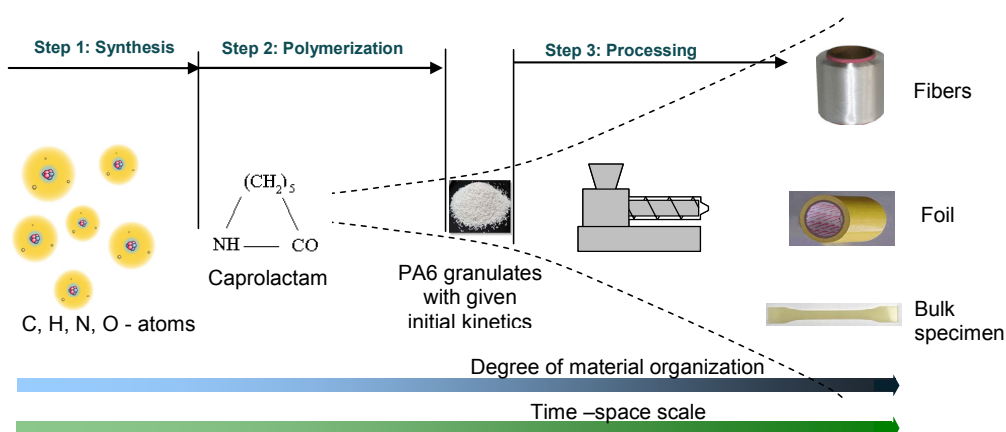 Step 1: Synthesis
Step 2: Polymerization
Step 3: Processing
Fibers
(CH2)5
NH
CO
Caprolactam
Foil
PA6 granulates
with given
initial kinetics
C, H, N, O - atoms
Bulk
specimen
Degree of material organization
Time –space scale